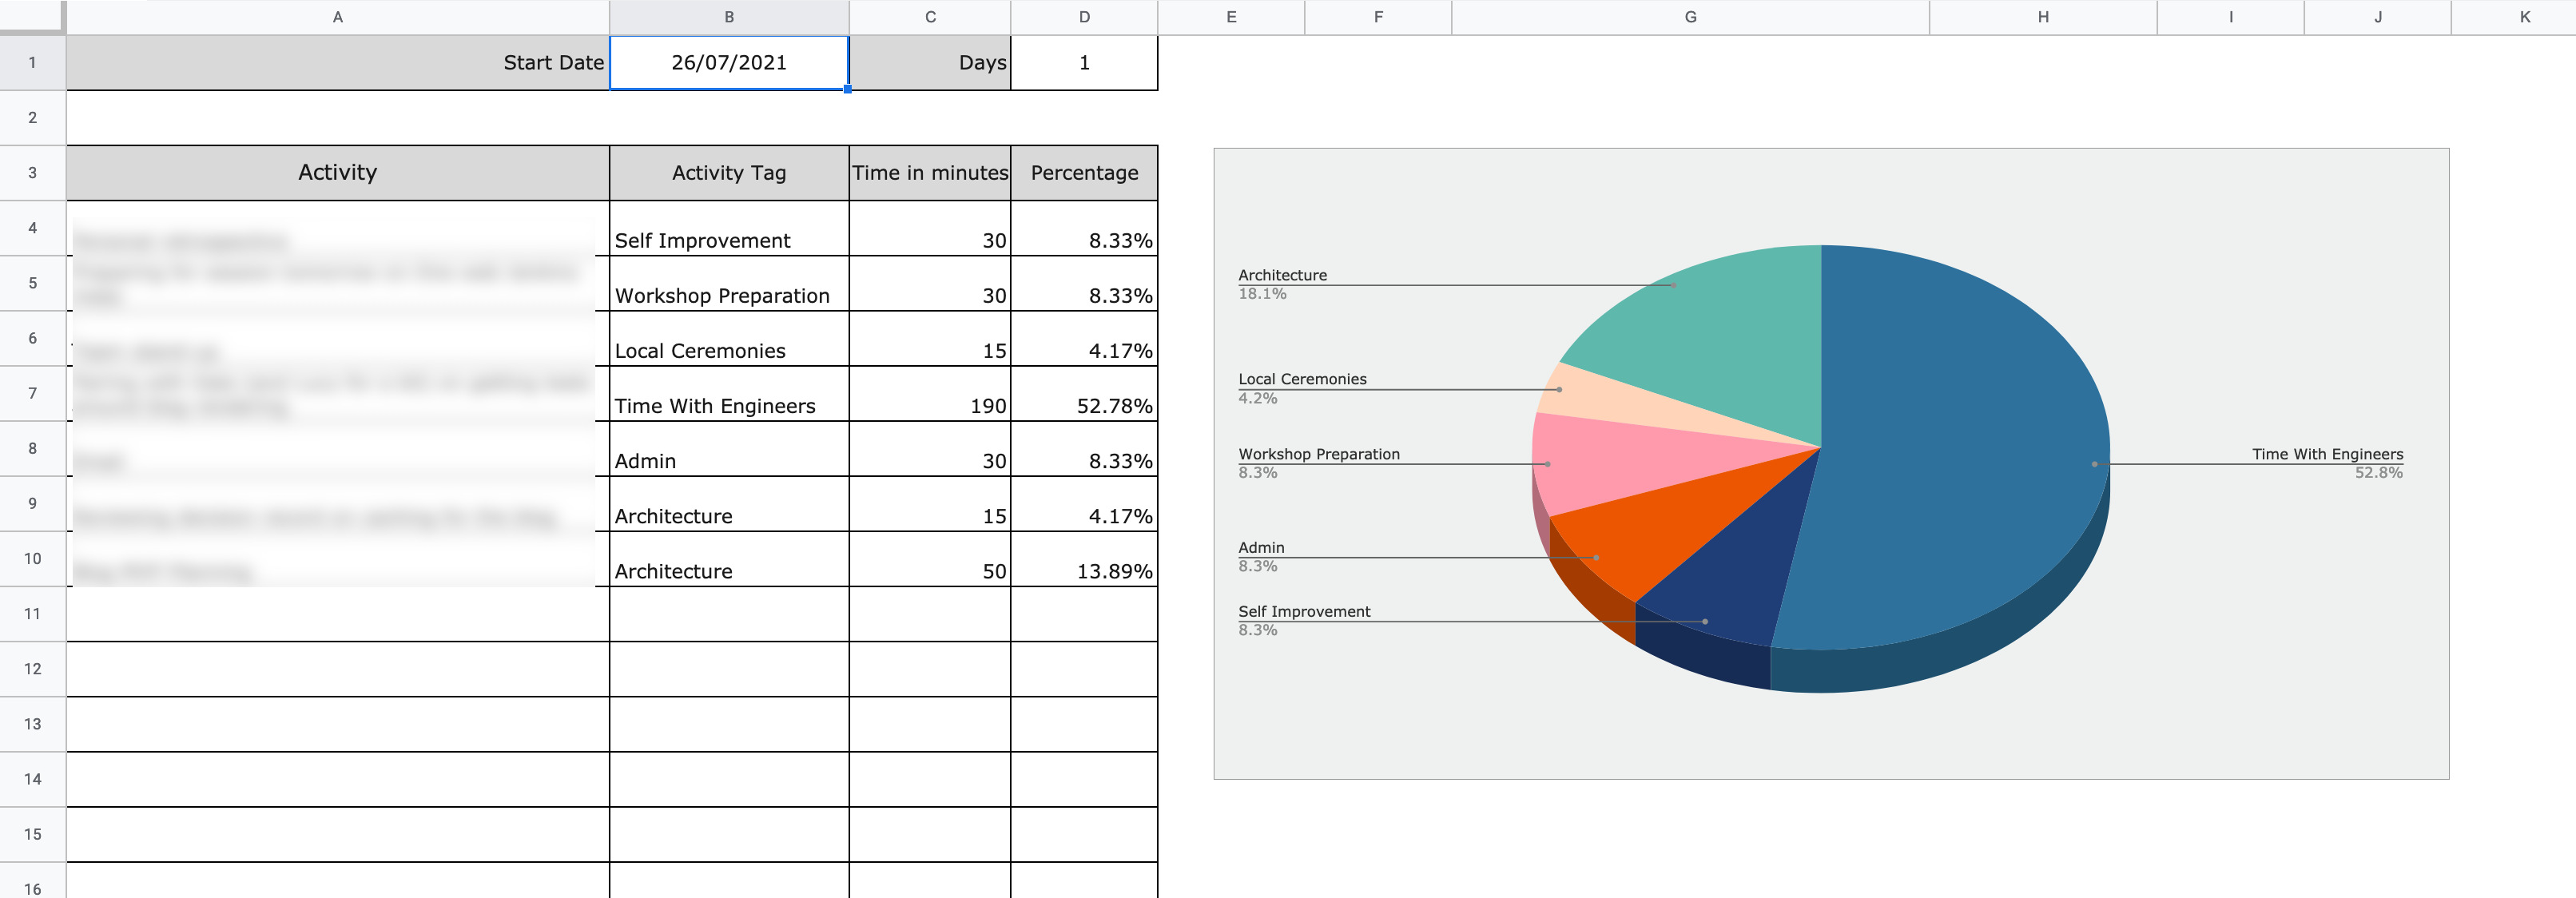 A B C D E F G H I J K
1 Start Date 26/07/2021 Days 1
2
3 Activity Activity Tag Time in minutes Percentage
4 Self Improvement 30 8.33%
5 Workshop Preparation 30 8.33%
6 Local Ceremonies 15 4.17%
7 Time With Engineers 190 52.78%
8 Admin 30 8.33%
9 Architecture 15 4.17%
10 Architecture 50 13.89%
11
12
13
14
15
16
Architecture
18.1%
Local Ceremonies
4.2%
Workshop Preparation
8.3%
Admin
8.3%
Self Improvement
8.3%
Time With Engineers
52.8%